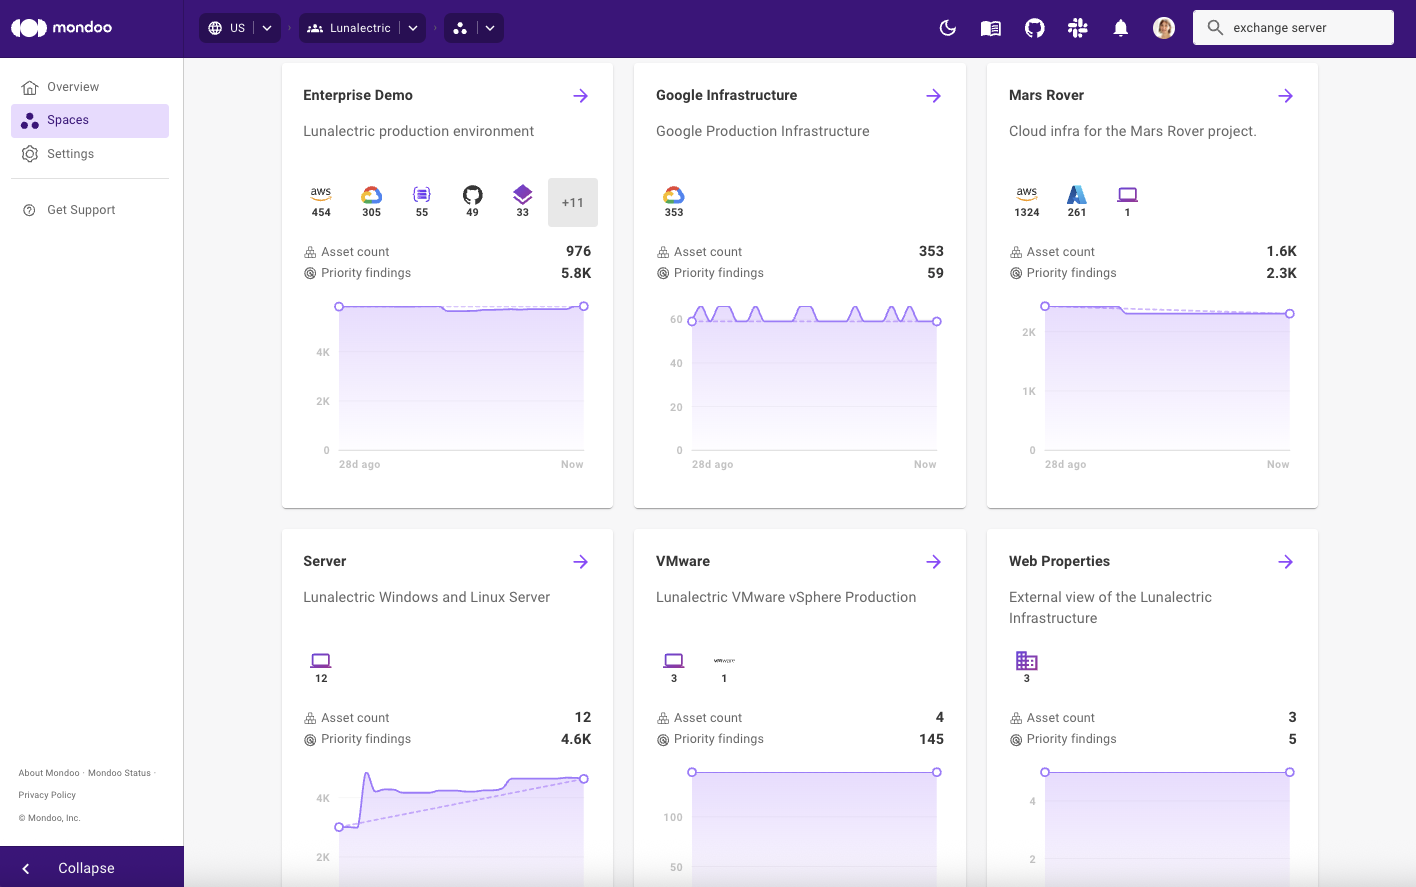 mondoo
US
Lunalectric
exchange server
Overview
Spaces
Settings
Get Support
Enterprise Demo
Lunalectric production environment
aws
454
305
55
49
33
+11
Asset count
976
Priority findings
5.8K
4K
2K
0
28d ago
Now
Google Infrastructure
Google Production Infrastructure
353
Asset count
353
Priority findings
59
60
40
20
0
28d ago
Now
Mars Rover
Cloud infra for the Mars Rover project.
aws
1324
261
1
Asset count
1.6K
Priority findings
2.3K
2K
1K
0
28d ago
Now
Server
Lunalectric Windows and Linux Server
12
Asset count
12
Priority findings
4.6K
4K
2K
VMware
Lunalectric VMware vSphere Production
3
vmware
1
Asset count
4
Priority findings
145
100
50
Web Properties
External view of the Lunalectric
Infrastructure
3
Asset count
3
Priority findings
5
4
2
About Mondoo · Mondoo Status ·
Privacy Policy
© Mondoo, Inc.
Collapse